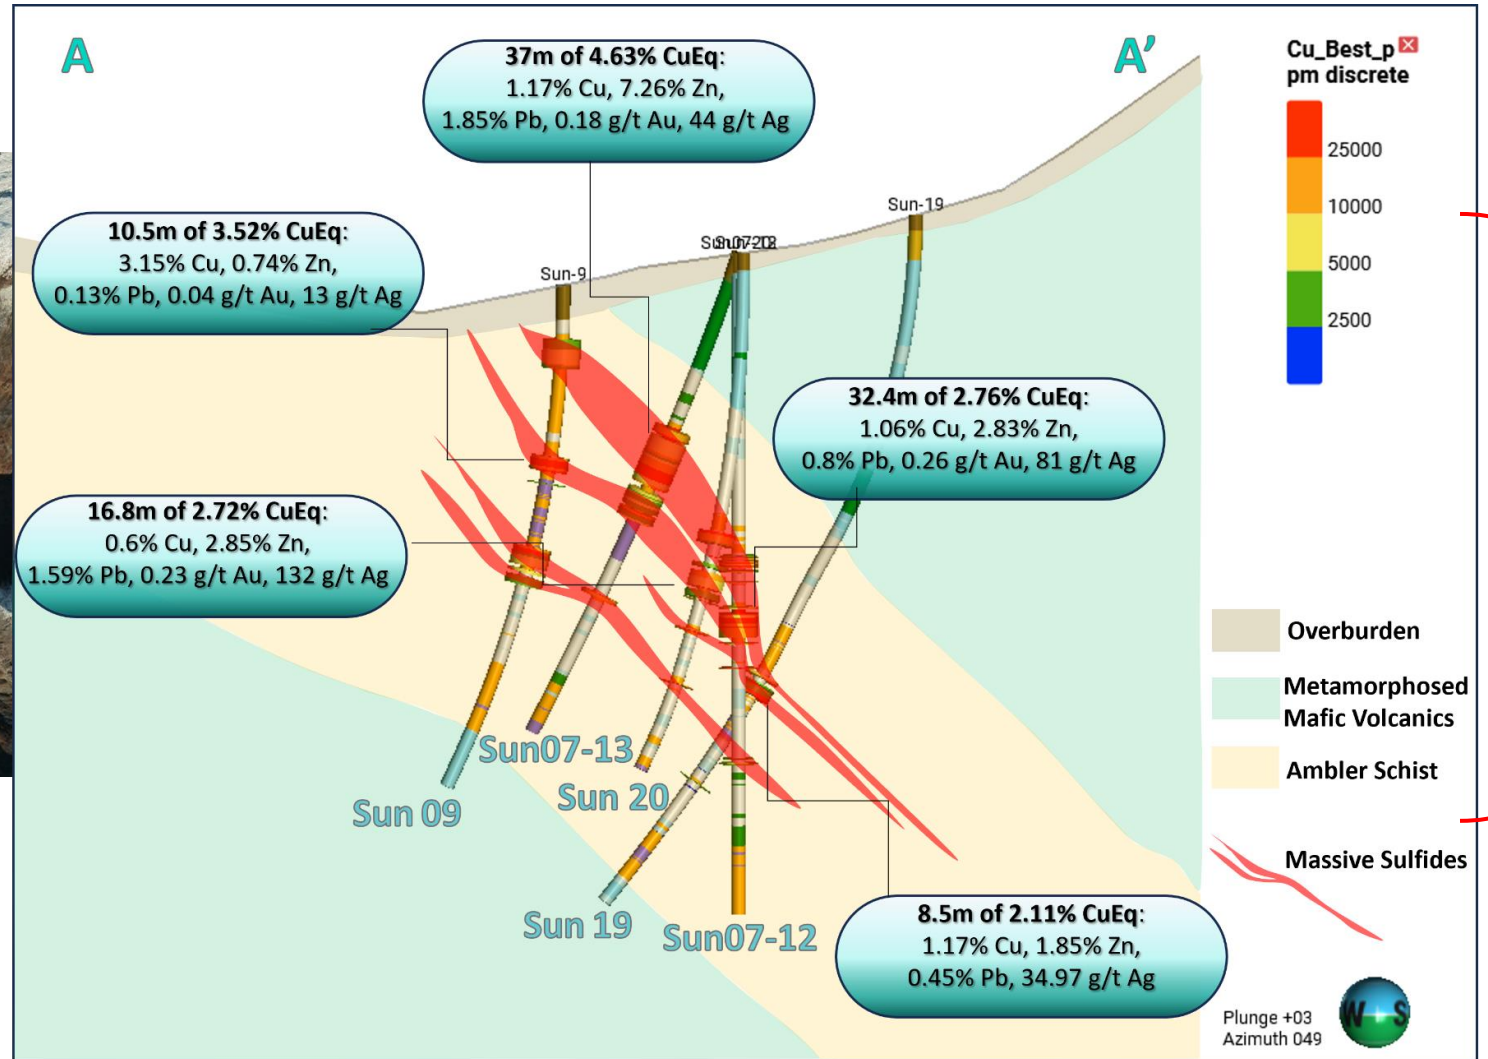 A
A’
37m of 4.63% CuEq:
1.17% Cu, 7.26% Zn,
1.85% Pb, 0.18 g/t Au, 44 g/t Ag
Cu_Best_p
pm discrete
25000
10000
5000
2500
Sun-19
10.5m of 3.52% CuEq:
3.15% Cu, 0.74% Zn,
0.13% Pb, 0.04 g/t Au, 13 g/t Ag
Sun-9
32.4m of 2.76% CuEq:
1.06% Cu, 2.83% Zn,
0.8% Pb, 0.26 g/t Au, 81 g/t Ag
16.8m of 2.72% CuEq:
0.6% Cu, 2.85% Zn,
1.59% Pb, 0.23 g/t Au, 132 g/t Ag
Overburden
Metamorphosed
Mafic Volcanics
Ambler Schist
Massive Sulfides
Sun07-13
Sun 20
Sun 09
Sun 19
Sun07-12
8.5m of 2.11% CuEq:
1.17% Cu, 1.85% Zn,
0.45% Pb, 34.97 g/t Ag
Plunge +03
Azimuth 049
W S